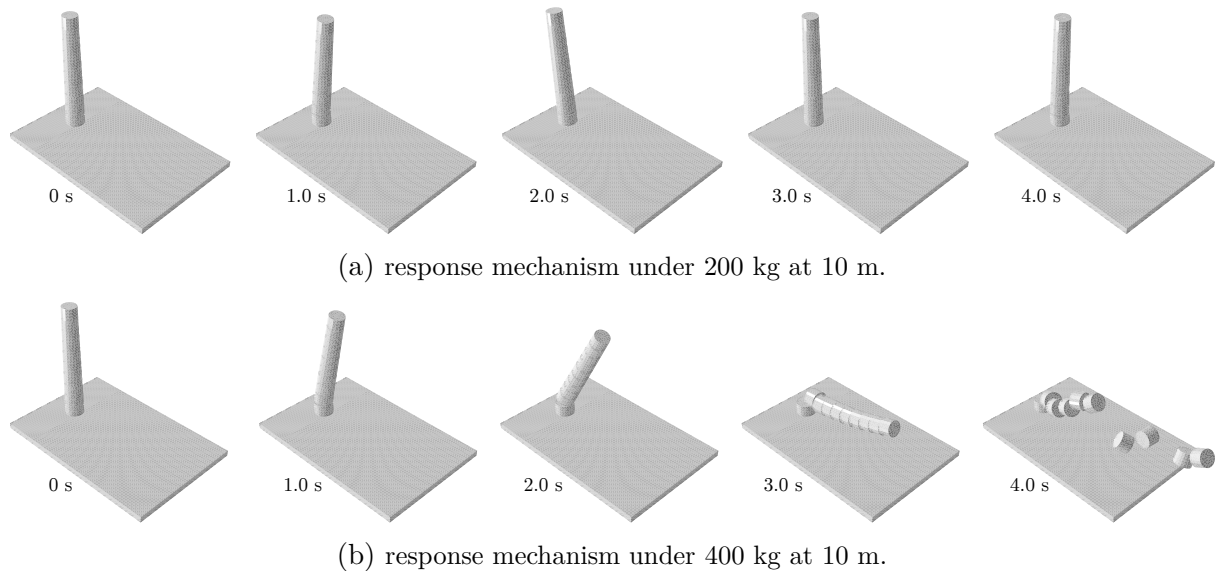 0 s
1.0 s
2.0 s
3.0 s
4.0 s
(a) response mechanism under 200 kg at 10 m.
0 s
1.0 s
2.0 s
3.0 s
4.0 s
(b) response mechanism under 400 kg at 10 m.